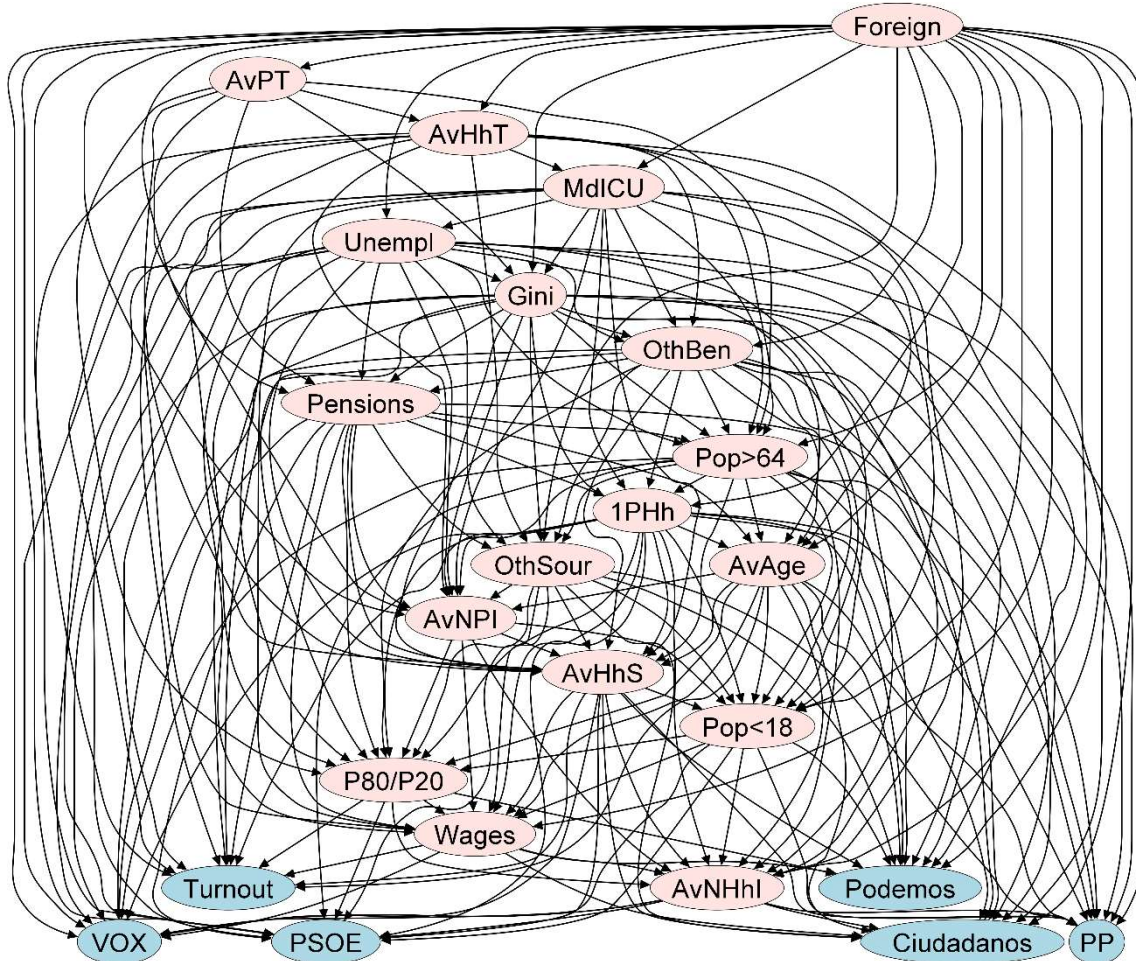 Foreign
AvPT
AvHhT
MdICU
Unempl
Gini
OthBen
Pensions
Pop>64
1PHh
OthSour
AvAge
AvNPI
AvHhS
Pop<18
P80/P20
Wages
Turnout
AvNHhI
Podemos
VOX
PSOE
Ciudadanos
PP